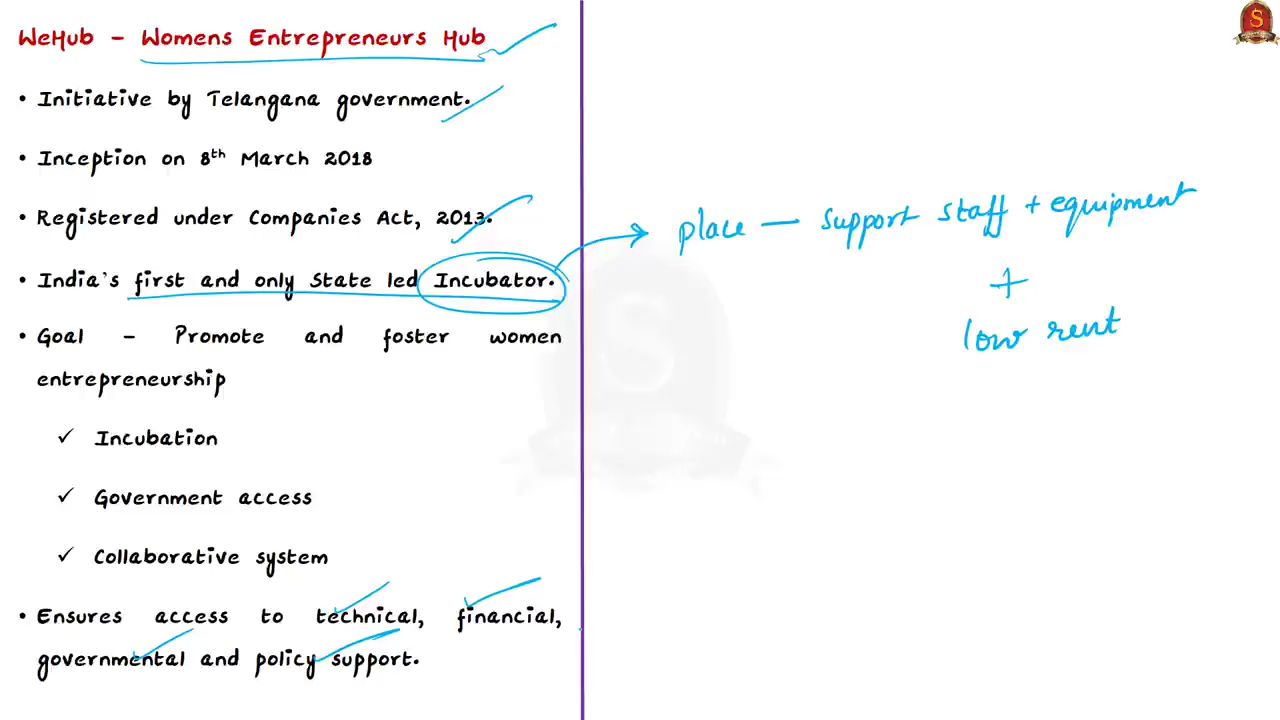 WeHub - Womens Entrepreneurs Hub
• Initiative by Telangana government.
• Inception on 8th March 2018
• Registered under Companies Act, 2013.
• India's first and only State led Incubator.
• Goal - Promote and foster women
entrepreneurship
✓ Incubation
✓ Government access
✓ Collaborative system
• Ensures access to technical, financial,
governmental and policy support.
place — support staff + equipment
+
low rent
S
S